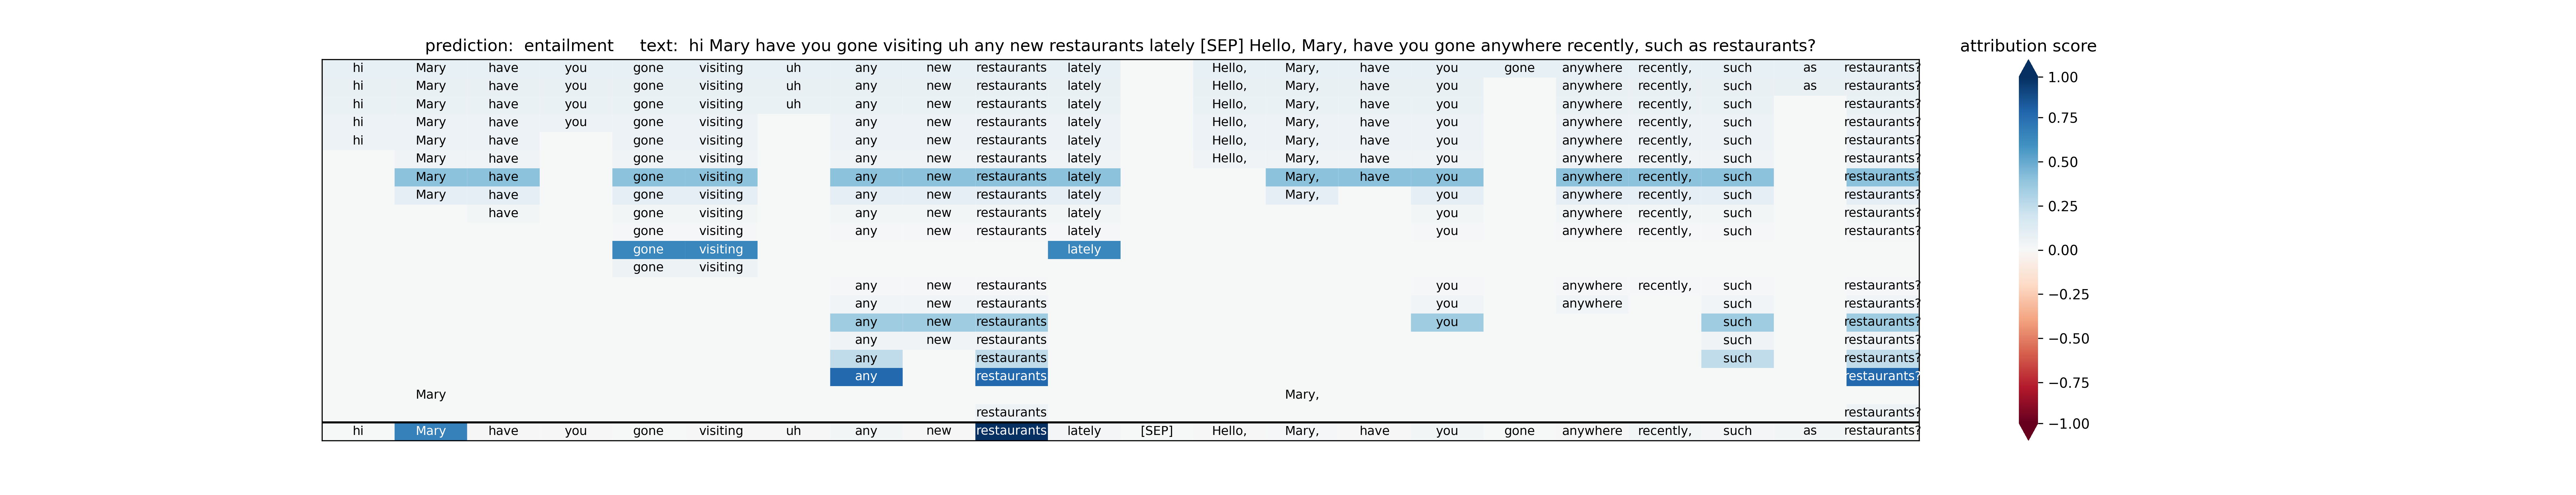 prediction: entailment text: hi Mary have you gone visiting uh any new restaurants lately [SEP] Hello, Mary, have you gone anywhere recently, such as restaurants?
attribution score
hi Mary have you gone visiting uh any new restaurants lately Hello, Mary, have you gone anywhere recently, such as restaurants?
hi Mary have you gone visiting uh any new restaurants lately Hello, Mary, have you anywhere recently, such as restaurants?
hi Mary have you gone visiting uh any new restaurants lately Hello, Mary, have you anywhere recently, such restaurants?
hi Mary have you gone visiting any new restaurants lately Hello, Mary, have you anywhere recently, such restaurants?
hi Mary have gone visiting any new restaurants lately Hello, Mary, have you anywhere recently, such restaurants?
Mary have gone visiting any new restaurants lately Hello, Mary, have you anywhere recently, such restaurants?
Mary have gone visiting any new restaurants lately Mary, have you anywhere recently, such restaurants?
Mary have gone visiting any new restaurants lately Mary, you anywhere recently, such restaurants?
have gone visiting any new restaurants lately you anywhere recently, such restaurants?
gone visiting any new restaurants lately you anywhere recently, such restaurants?
gone visiting lately
gone visiting
any new restaurants you anywhere recently, such restaurants?
any new restaurants you anywhere such restaurants?
any new restaurants you such restaurants?
any new restaurants such restaurants?
any restaurants such restaurants?
any restaurants restaurants?
Mary Mary,
restaurants restaurants?
hi Mary have you gone visiting uh any new restaurants lately [SEP] Hello, Mary, have you gone anywhere recently, such as restaurants?
1.00
0.75
0.50
0.25
0.00
−0.25
−0.50
−0.75
−1.00